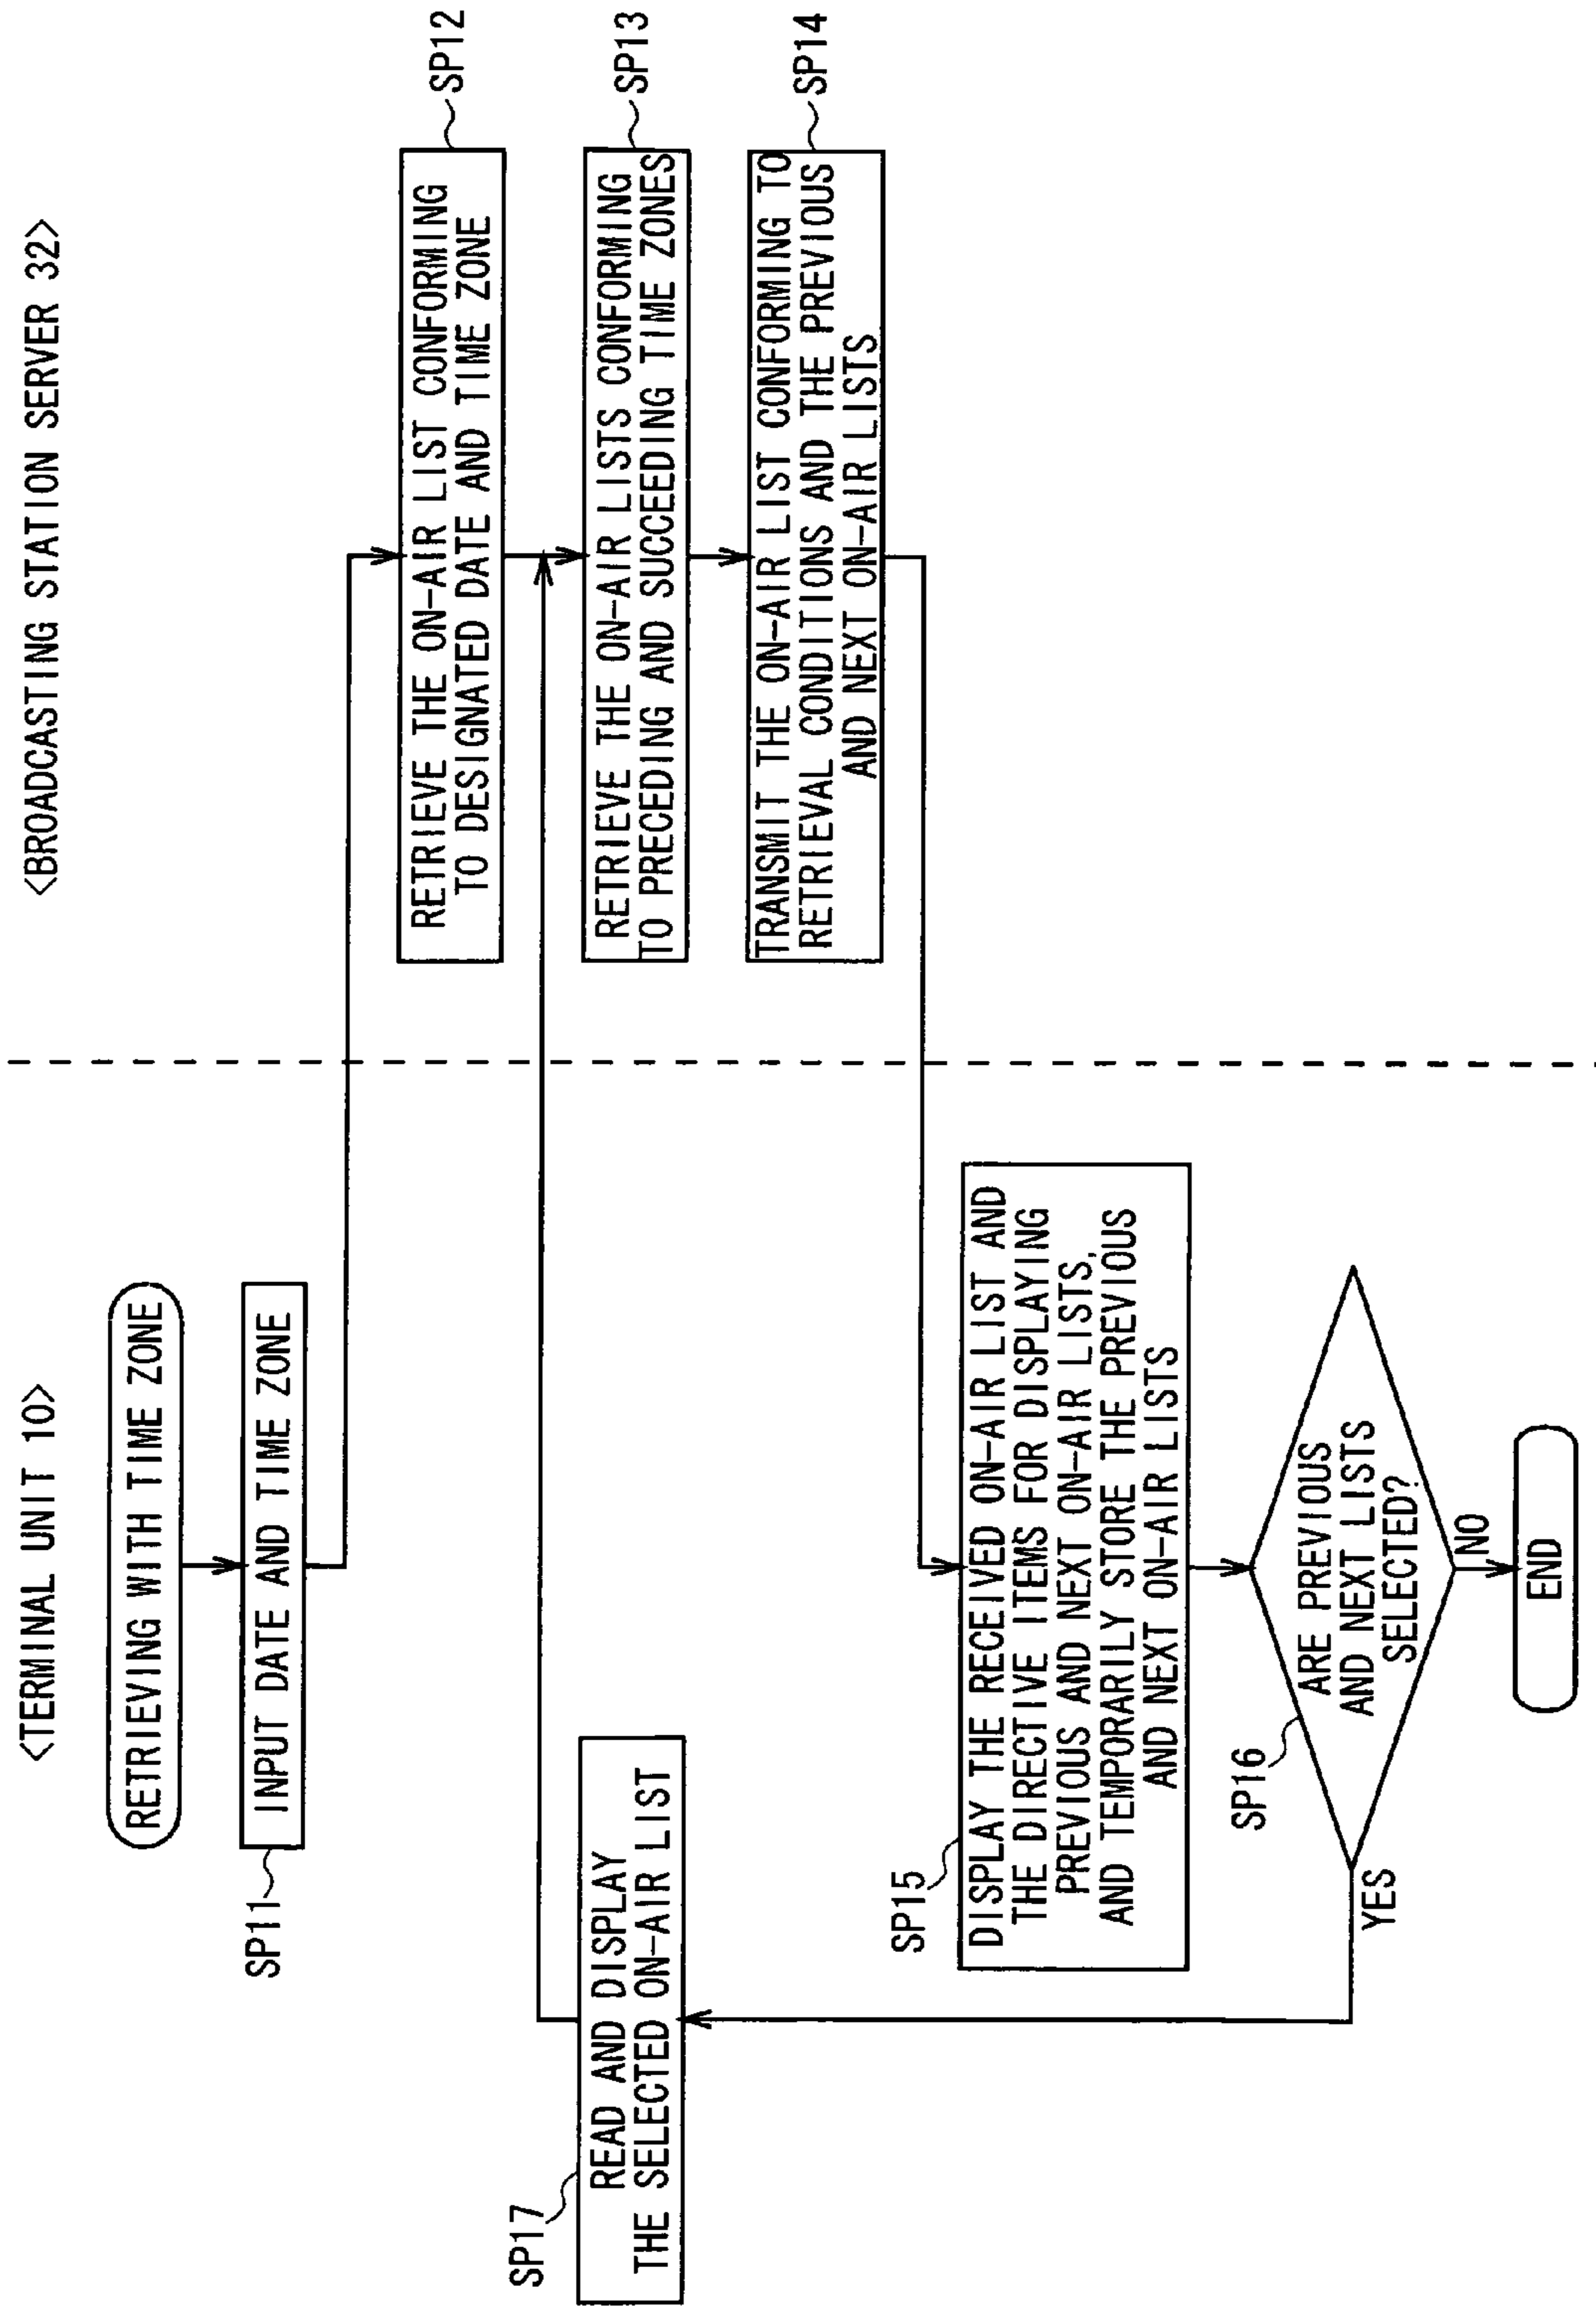 <TERMINAL UNIT 10>
<BROADCASTING STATION SERVER 32>
RETRIEVING WITH TIME ZONE
SP11
INPUT DATE AND TIME ZONE
RETRIEVE THE ON-AIR LIST CONFORMING
TO DESIGNATED DATE AND TIME ZONE
SP12
SP17
READ AND DISPLAY
THE SELECTED ON-AIR LIST
RETRIEVE THE ON-AIR LISTS CONFORMING
TO PRECEDING AND SUCCEEDING TIME ZONES
SP13
TRANSMIT THE ON-AIR LIST CONFORMING TO
RETRIEVAL CONDITIONS AND THE PREVIOUS
AND NEXT ON-AIR LISTS
SP14
SP15
DISPLAY THE RECEIVED ON-AIR LIST AND
THE DIRECTIVE ITEMS FOR DISPLAYING
PREVIOUS AND NEXT ON-AIR LISTS,
AND TEMPORARILY STORE THE PREVIOUS
AND NEXT ON-AIR LISTS
SP16
ARE PREVIOUS
AND NEXT LISTS
SELECTED?
YES
NO
END